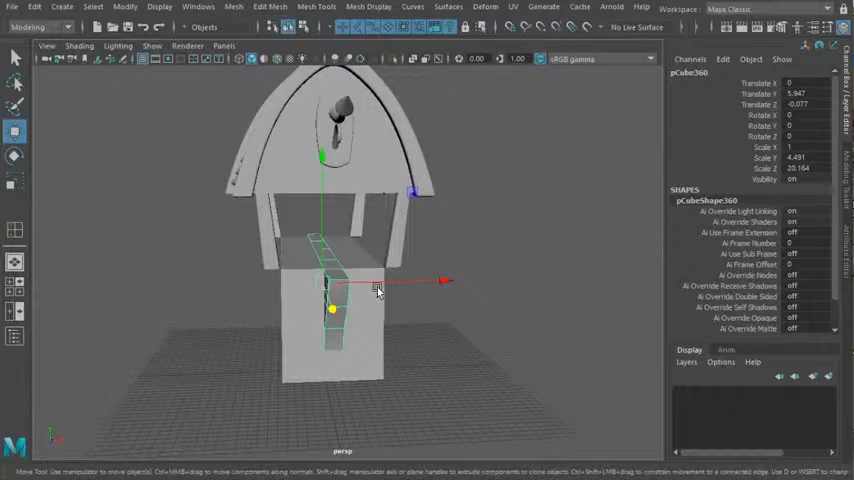 File Edit Create Select Modify Display Windows Mesh Edit Mesh Mesh Tools Mesh Display Curves Surfaces Deform UV Generate Cache Arnold Help Workspace: Maya Classic
Modeling Objects No Live Surface
View Shading Lighting Show Renderer Panels
0.00 1.00 sRGB gamma
Channels Edit Object Show
pCube360
Translate X 0
Translate Y 5.947
Translate Z -0.077
Rotate X 0
Rotate Y 0
Rotate Z 0
Scale X 1
Scale Y 4.491
Scale Z 20.164
Visibility on
SHAPES
pCubeShape360
Ai Override Light Linking on
Ai Override Shaders on
Ai Use Frame Extension off
Ai Frame Number 0
Ai Use Sub Frame off
Ai Frame Offset 0
Ai Override Nodes off
Ai Override Receive Shadows off
Ai Override Double Sided off
Ai Override Self Shadows off
Ai Override Opaque off
Ai Override Matte off
Display Anim
Layers Options Help
Channel Box / Layer Editor
Modeling Toolkit
Attribute Editor
persp
Move Tool: Use manipulator to move object(s). Ctrl+MMB+drag to move components along normals. Shift+drag manipulator axis or plane handles to extrude components or clone objects. Ctrl+Shift+LMB+drag to constrain movement to a connected edge. Use D or INSERT to chang